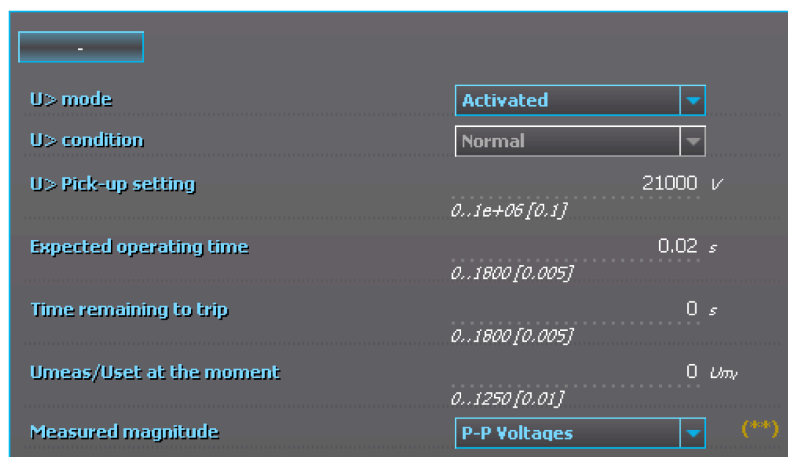 -
U> mode Activated
U> condition Normal
U> Pick-up setting 21000 V
0..1e+06 [0.1]
Expected operating time 0.02 s
0..1800 [0.005]
Time remaining to trip 0 s
0..1800 [0.005]
Umeas/Uset at the moment 0 Um/
0..1250 [0.01]
Measured magnitude P-P Voltages (**)